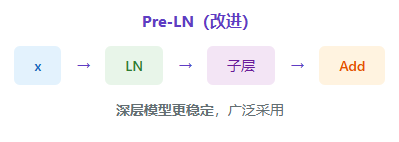 Pre-LN（改进）
x → LN → 子层 → Add
深层模型更稳定，广泛采用